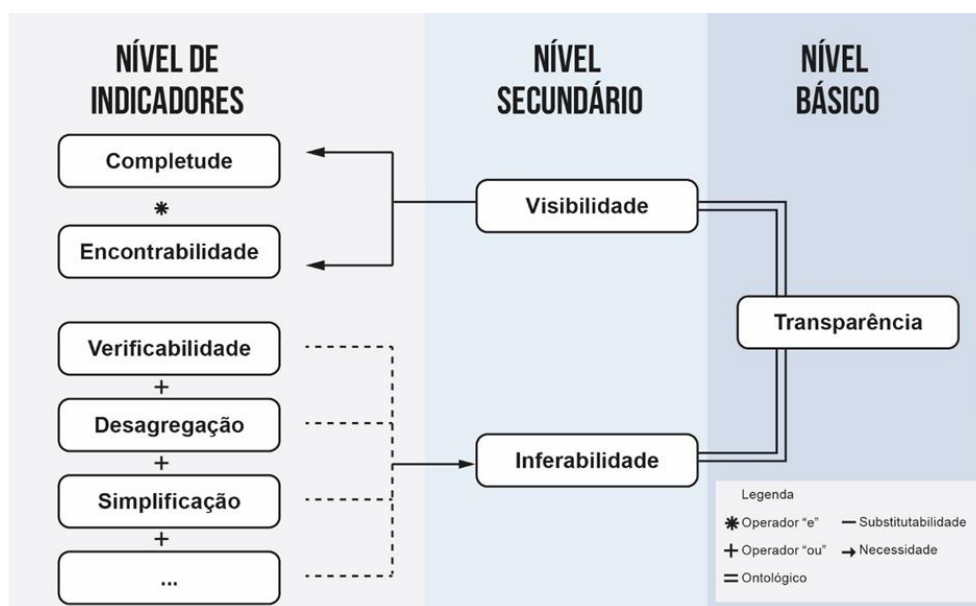 NÍVEL DE
INDICADORES
NÍVEL
SECUNDÁRIO
NÍVEL
BÁSICO
Completude
*
Encontrabilidade
Verificabilidade
+
Desagregação
+
Simplificação
+
...
Visibilidade
Inferabilidade
Transparência
Legenda
* Operador “e”
+ Operador “ou”
= Ontológico
— Substitutabilidade
→ Necessidade